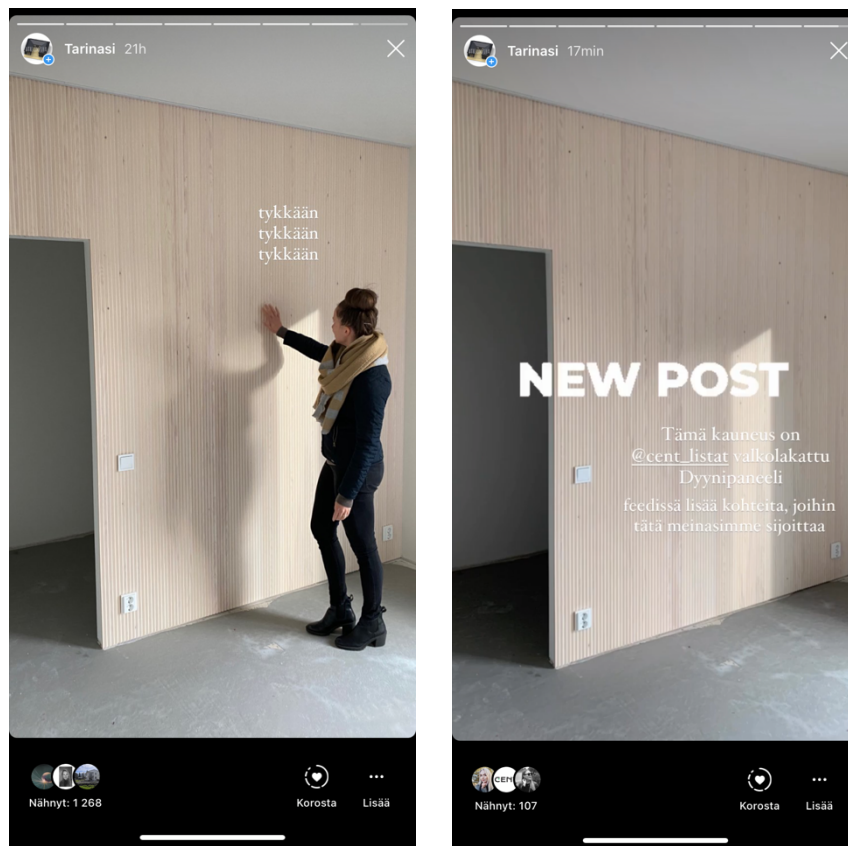 Tarinasi 21h
tykkään
tykkään
tykkään
Nähnyt: 1 268
Korosta
Lisää
Tarinasi 17min
NEW POST
Tämä kauneus on
@cent_listat valkolakattu
Dyynipaneeli
feedissä lisää kohteita, joihin
tätä meinasimme sijoittaa
CENT
Nähnyt: 107
Korosta
Lisää